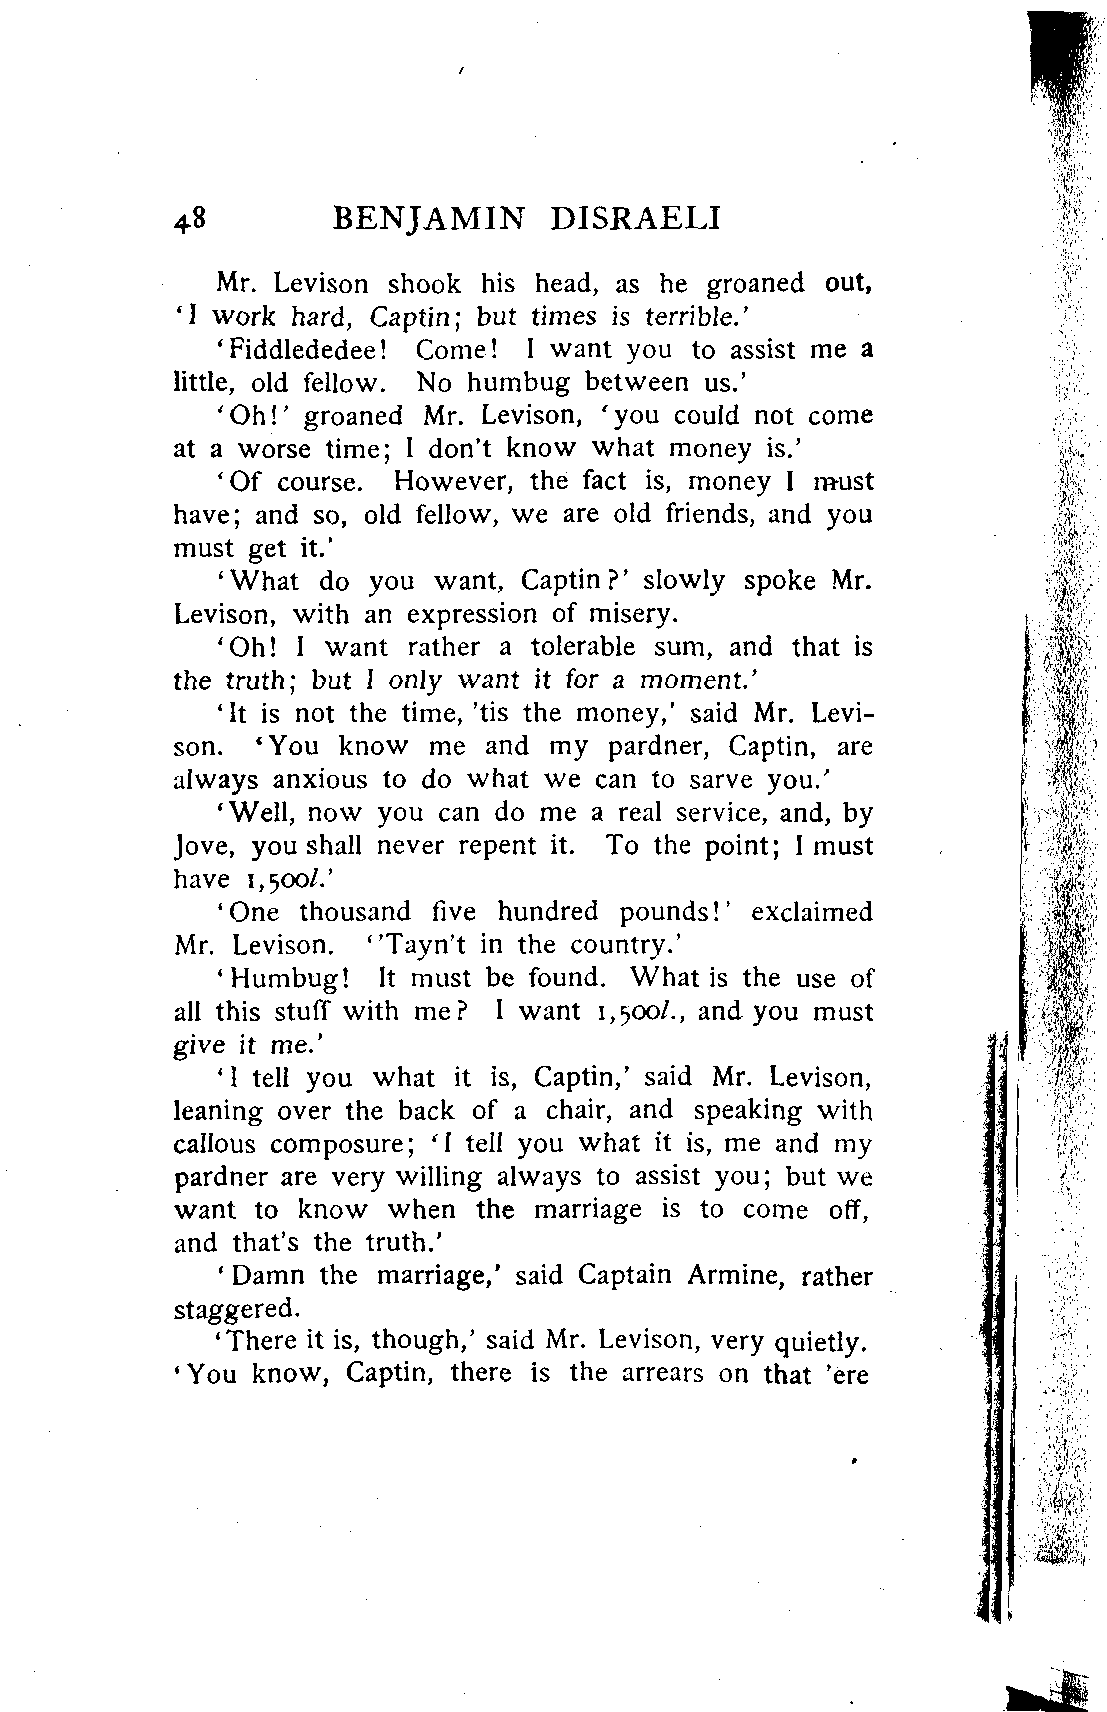 48 BENJAMIN DISRAELI
Mr. Levison shook his head, as he groaned out,
‘I work hard, Captin; but times is terrible.’
‘Fiddlededee! Come! I want you to assist me a
little, old fellow. No humbug between us.’
‘Oh!’ groaned Mr. Levison, ‘you could not come
at a worse time; I don't know what money is.’
‘Of course. However, the fact is, money I must
have; and so, old fellow, we are old friends, and you
must get it.’
‘What do you want, Captin?’ slowly spoke Mr.
Levison, with an expression of misery.
‘Oh! I want rather a tolerable sum, and that is
the truth; but I only want it for a moment.’
‘It is not the time, ’tis the money,’ said Mr. Levi-
son. ‘You know me and my pardner, Captin, are
always anxious to do what we can to sarve you.’
‘Well, now you can do me a real service, and, by
Jove, you shall never repent it. To the point; I must
have 1,500l.’
‘One thousand five hundred pounds!’ exclaimed
Mr. Levison. ‘’Tayn't in the country.’
‘Humbug! It must be found. What is the use of
all this stuff with me? I want 1,500l., and you must
give it me.’
‘I tell you what it is, Captin,’ said Mr. Levison,
leaning over the back of a chair, and speaking with
callous composure; ‘I tell you what it is, me and my
pardner are very willing always to assist you; but we
want to know when the marriage is to come off,
and that's the truth.’
‘Damn the marriage,’ said Captain Armine, rather
staggered.
‘There it is, though,’ said Mr. Levison, very quietly.
‘You know, Captin, there is the arrears on that ’ere